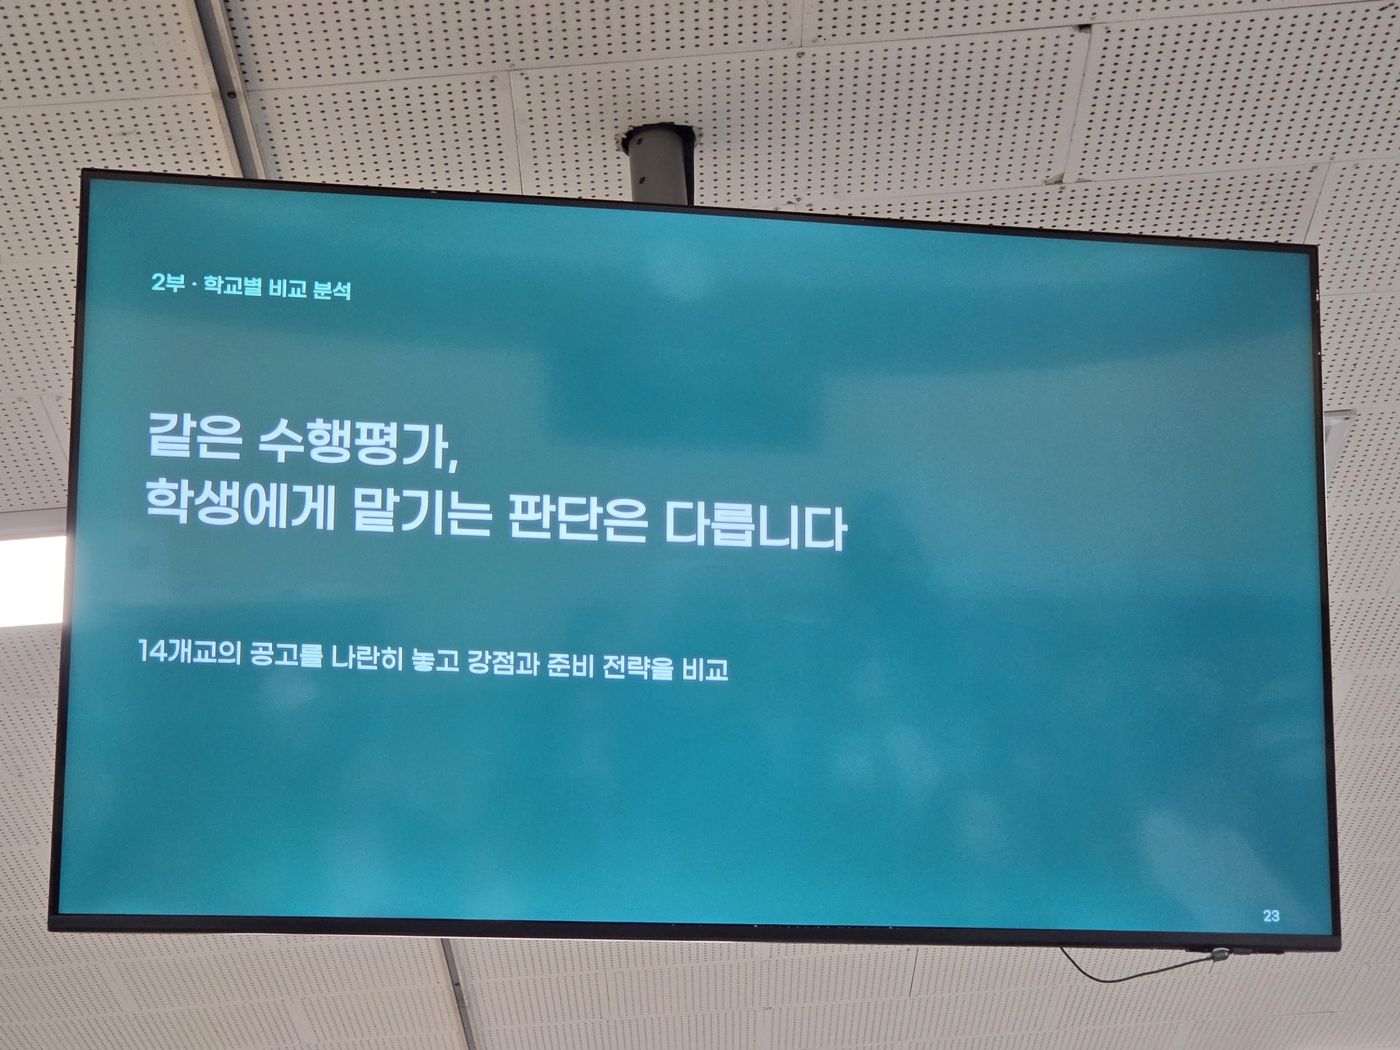 2부 · 학교별 비교 분석
같은 수행평가,
학생에게 맡기는 판단은 다릅니다
14개교의 공고를 나란히 놓고 강점과 준비 전략을 비교
23